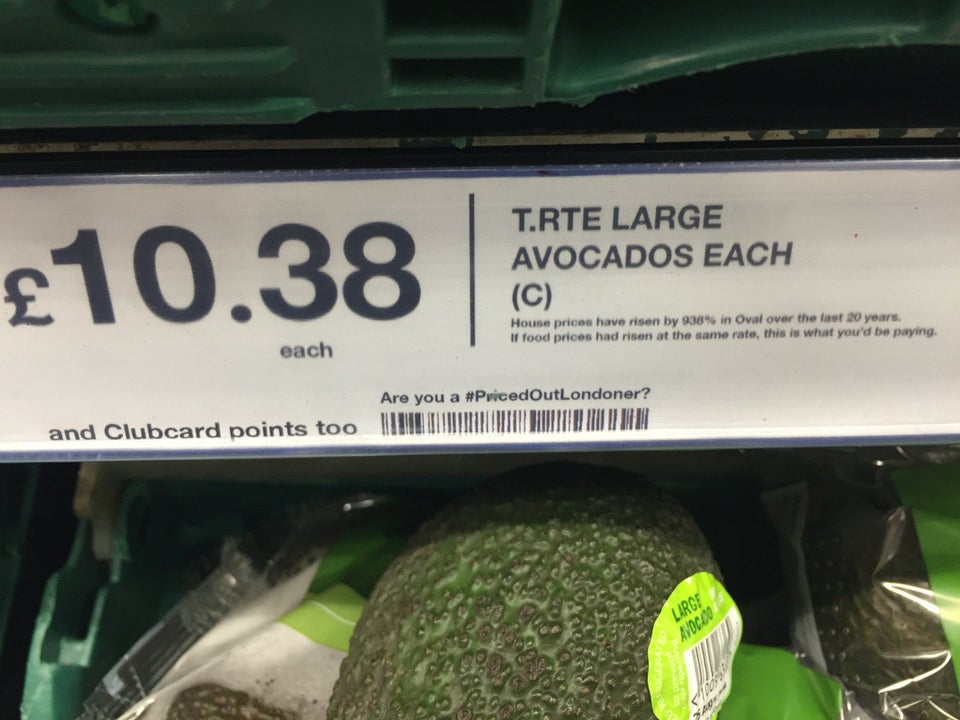 £10.38
each
T.RTE LARGE
AVOCADOS EACH
(C)
House prices have risen by 938% in Oval over the last 20 years.
If food prices had risen at the same rate, this is what you'd be paying.
Are you a #PricedOutLondoner?
and Clubcard points too
LARGE
AVOCADO